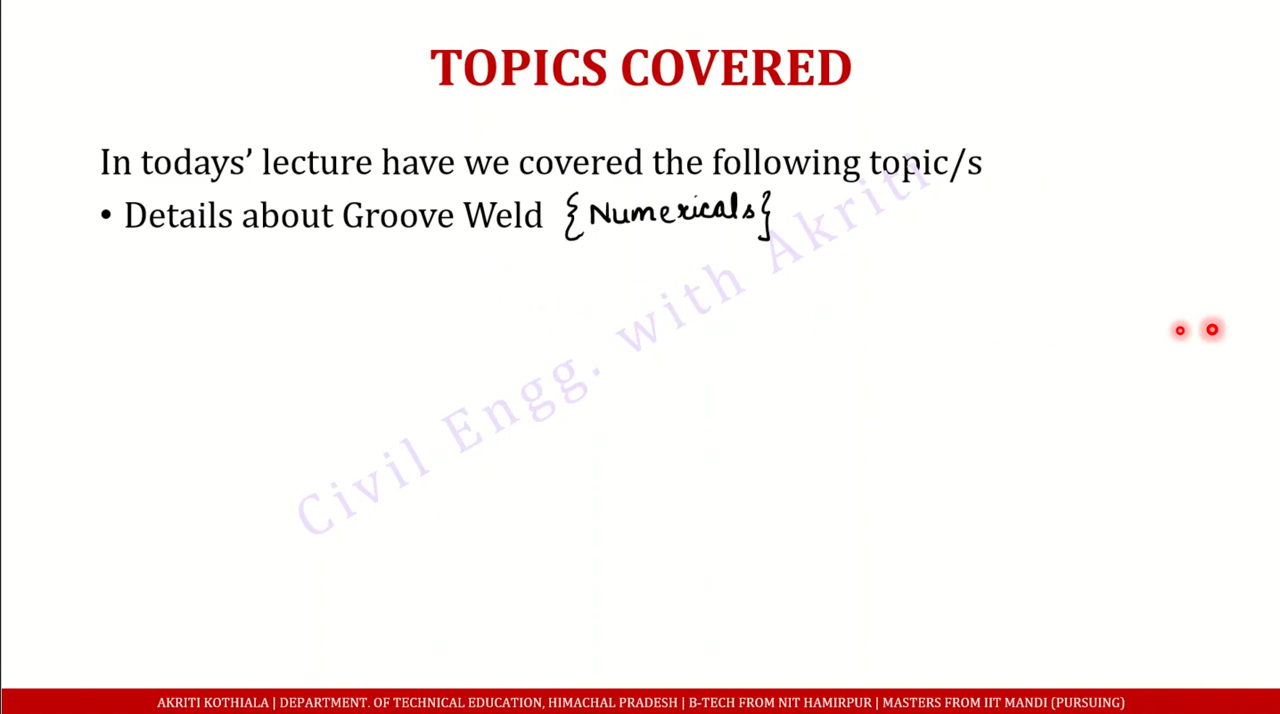 TOPICS COVERED
In todays’ lecture have we covered the following topic/s
• Details about Groove Weld {Numericals}
Civil Engg. with Akriti
AKRITI KOTHIALA | DEPARTMENT. OF TECHNICAL EDUCATION, HIMACHAL PRADESH | B-TECH FROM NIT HAMIRPUR | MASTERS FROM IIT MANDI (PURSUING)